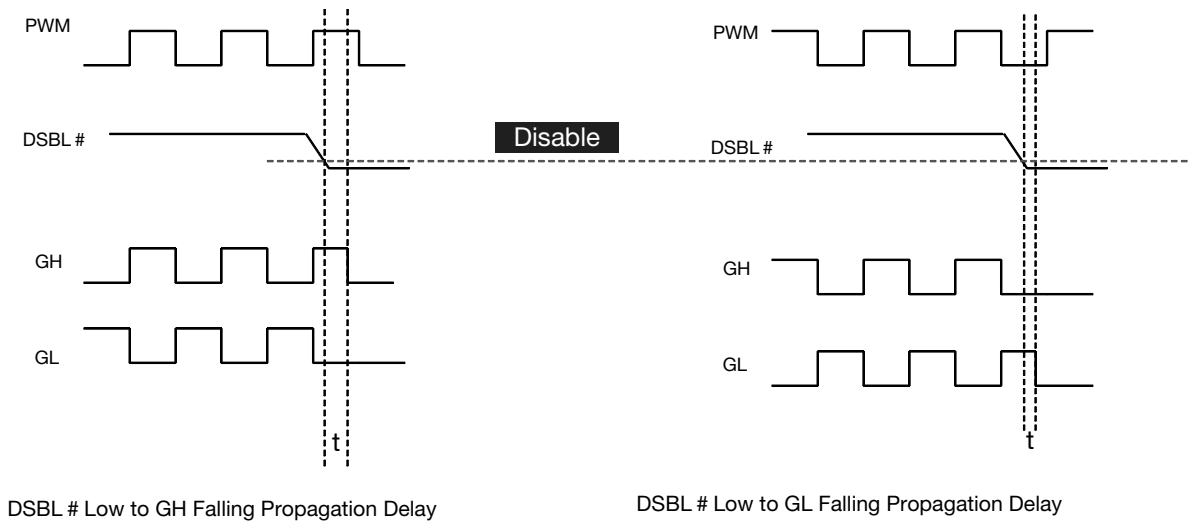 PWM
DSBL #
GH
GL
t
DSBL # Low to GH Falling Propagation Delay
Disable
PWM
DSBL #
GH
GL
t
DSBL # Low to GL Falling Propagation Delay